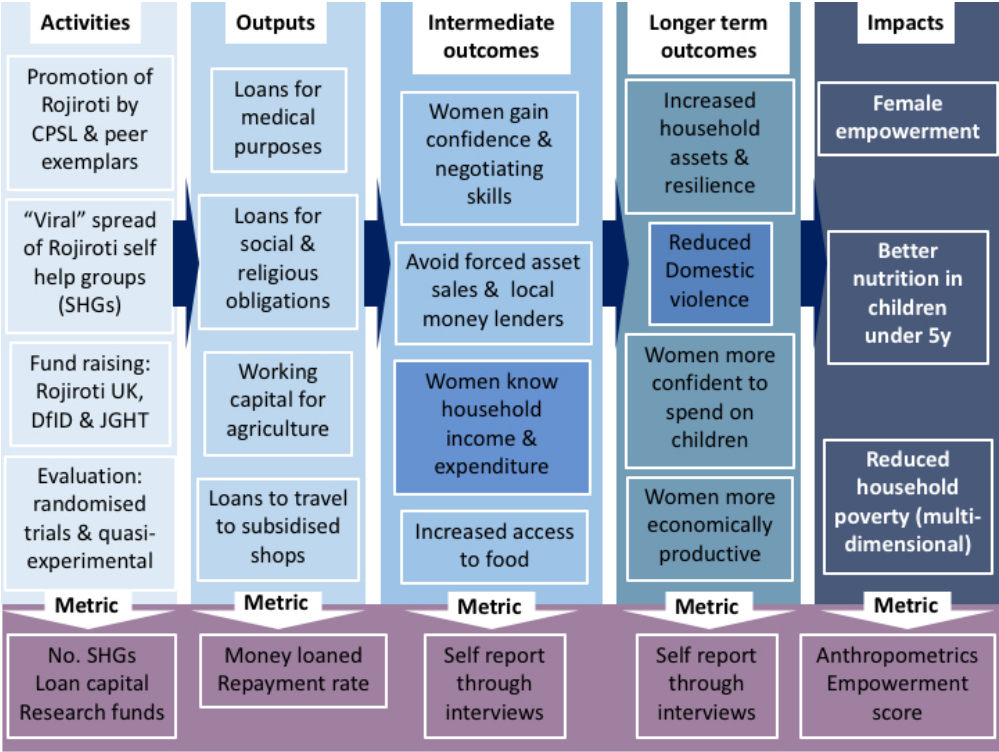 Activities
Promotion of
Rojiroti by
CPSL & peer
exemplars
“Viral” spread
of Rojiroti self
help groups
(SHGs)
Fund raising:
Rojiroti UK,
DfID & JGHT
Evaluation:
randomised
trials & quasi-
experimental
Metric
No. SHGs
Loan capital
Research funds
Outputs
Loans for
medical
purposes
Loans for
social &
religious
obligations
Working
capital for
agriculture
Loans to travel
to subsidised
shops
Metric
Money loaned
Repayment rate
Intermediate
outcomes
Women gain
confidence &
negotiating
skills
Avoid forced asset
sales & local
money lenders
Women know
household
income &
expenditure
Increased access
to food
Metric
Self report
through
interviews
Longer term
outcomes
Increased
household
assets &
resilience
Reduced
Domestic
violence
Women more
confident to
spend on
children
Women more
economically
productive
Metric
Self report
through
interviews
Impacts
Female
empowerment
Better
nutrition in
children
under 5y
Reduced
household
poverty (multi-
dimensional)
Metric
Anthropometrics
Empowerment
score